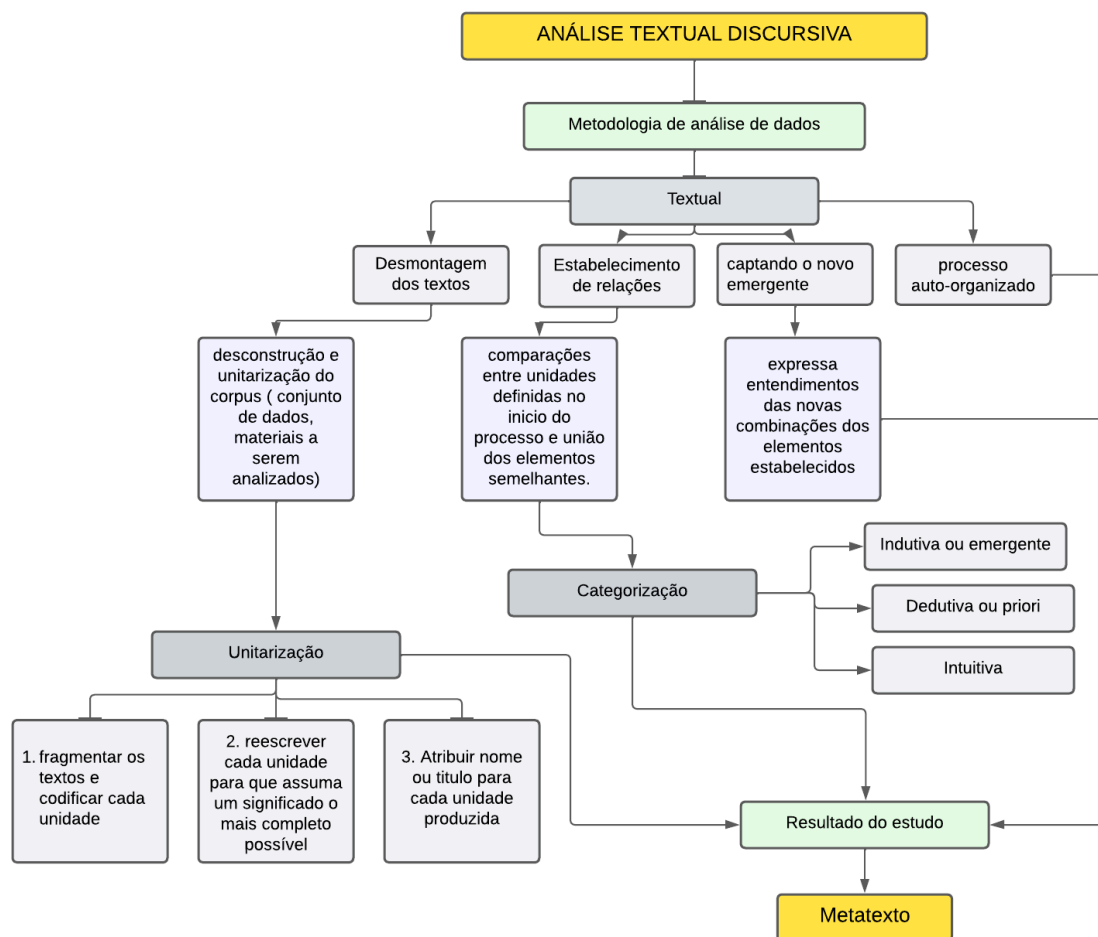 ANÁLISE TEXTUAL DISCURSIVA
Metodologia de análise de dados
Textual
Desmontagem
dos textos
Estabelecimento
de relações
captando o novo
emergente
processo
auto-organizado
desconstrução e
unitarização do
corpus ( conjunto
de dados,
materiais a
serem
analizados)
comparações
entre unidades
definidas no
inicio do
processo e união
dos elementos
semelhantes.
expressa
entendimentos
das novas
combinações dos
elementos
estabelecidos
Indutiva ou emergente
Categorização
Dedutiva ou priori
Intuitiva
Unitarização
1. fragmentar os
textos e
codificar cada
unidade
2. reescrever
cada unidade
para que assuma
um significado o
mais completo
possível
3. Atribuir nome
ou titulo para
cada unidade
produzida
Resultado do estudo
Metatexto